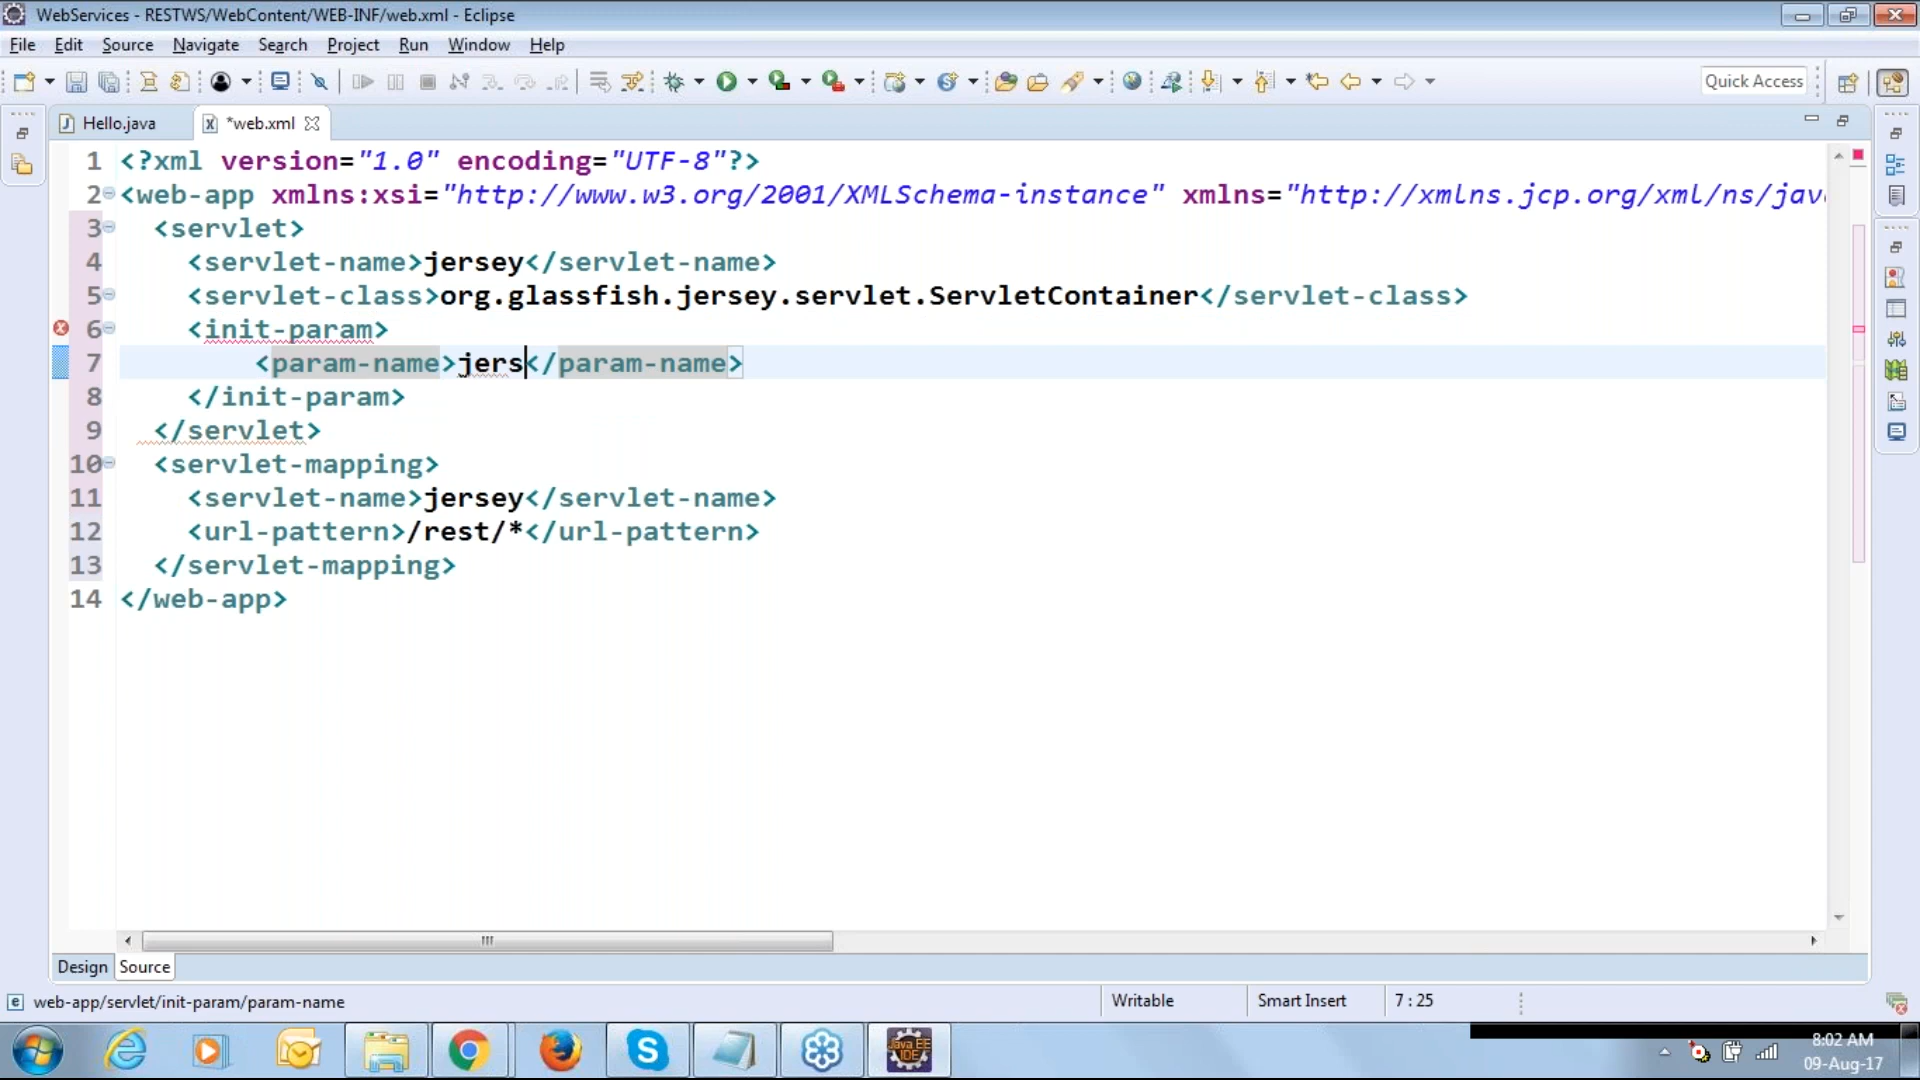 WebServices - RESTWS/WebContent/WEB-INF/web.xml - Eclipse
File Edit Source Navigate Search Project Run Window Help
Quick Access
Hello.java *web.xml
1 <?xml version="1.0" encoding="UTF-8"?>
2 <web-app xmlns:xsi="http://www.w3.org/2001/XMLSchema-instance" xmlns="http://xmlns.jcp.org/xml/ns/jav
3 <servlet>
4 <servlet-name>jersey</servlet-name>
5 <servlet-class>org.glassfish.jersey.servlet.ServletContainer</servlet-class>
6 <init-param>
7 <param-name>jers</param-name>
8 </init-param>
9 </servlet>
10 <servlet-mapping>
11 <servlet-name>jersey</servlet-name>
12 <url-pattern>/rest/*</url-pattern>
13 </servlet-mapping>
14 </web-app>
Design Source
web-app/servlet/init-param/param-name Writable Smart Insert 7 : 25
Java EE
IDE
8:02 AM
09-Aug-17